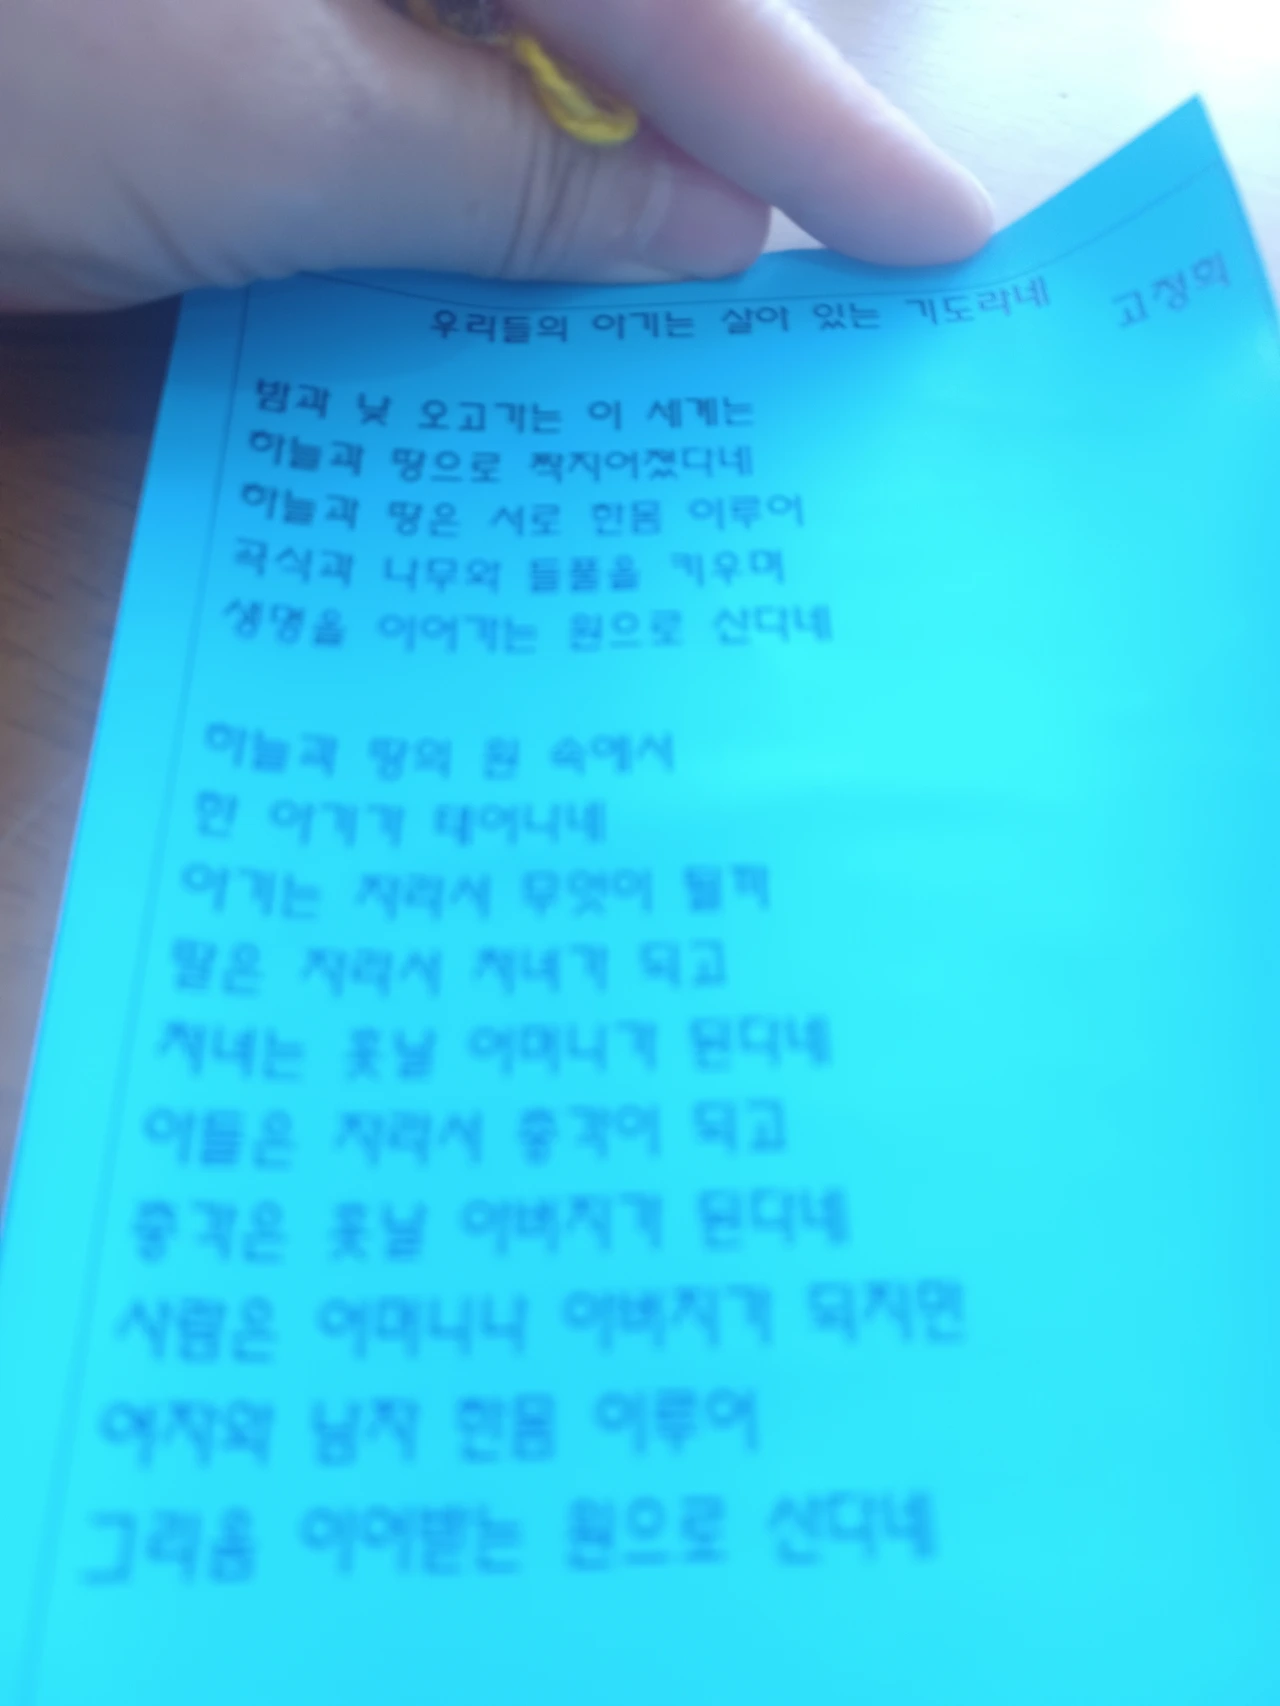 우리들의 아기는 살아 있는 기도라네
고정희
밤과 낮 오고가는 이 세계는
하늘과 땅으로 짝지어졌다네
하늘과 땅은 서로 한몸 이루어
곡식과 나무와 들풀을 키우며
생명을 이어가는 원으로 산다네
하늘과 땅의 원 속에서
한 아기가 태어나네
아기는 자라서 무엇이 될까
딸은 자라서 처녀가 되고
처녀는 훗날 어머니가 된다네
아들은 자라서 총각이 되고
총각은 훗날 아버지가 된다네
사람은 어머니나 아버지가 되지만
여자와 남자 한몸 이루어
그리움 이어받는 원으로 산다네